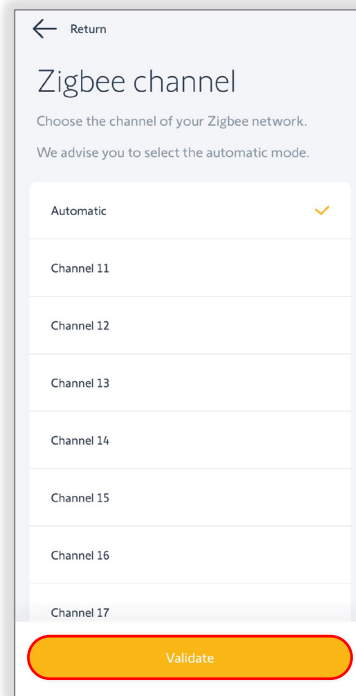 Return
Zigbee channel
Choose the channel of your Zigbee network.
We advise you to select the automatic mode.
Automatic
Channel 11
Channel 12
Channel 13
Channel 14
Channel 15
Channel 16
Channel 17
Validate